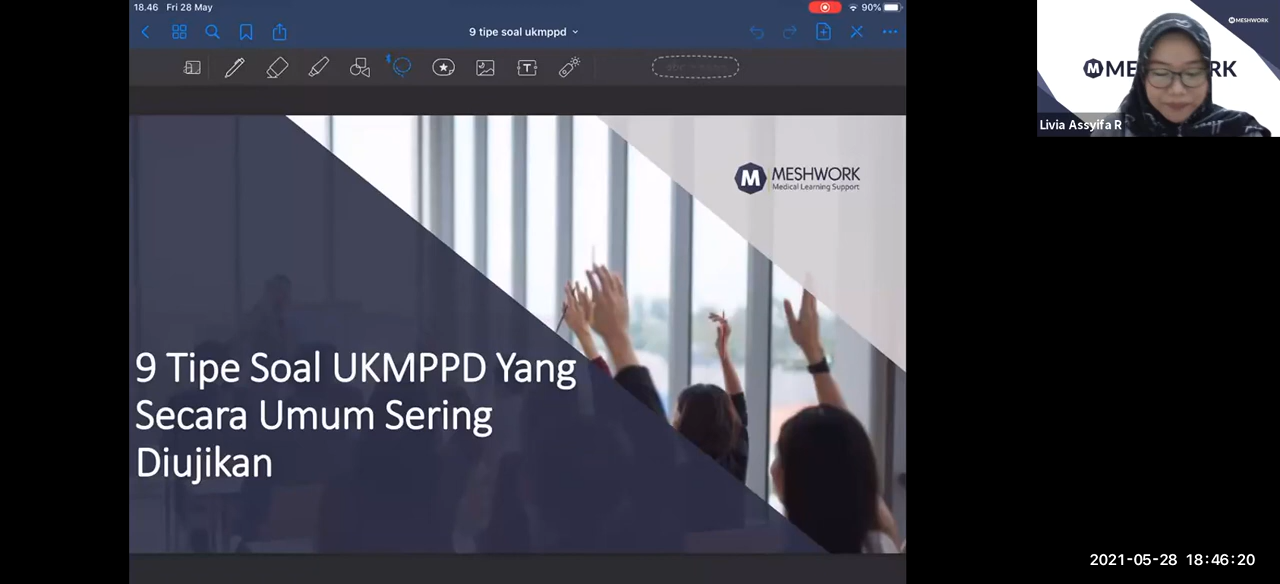 18.46 Fri 28 May
90%
9 tipe soal ukmppd
T
MESHWORK
Medical Learning Support
9 Tipe Soal UKMPPD Yang
Secara Umum Sering
Diujikan
MESHWORK
Livia Assyifa R
2021-05-28 18:46:20